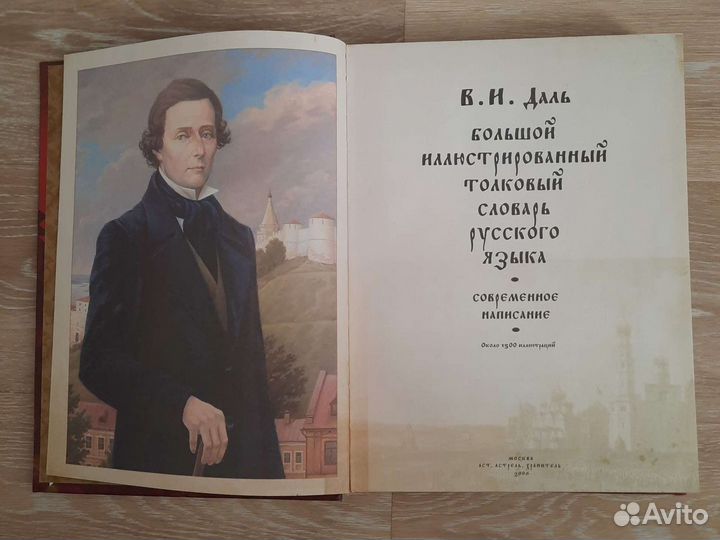 В. И. Даль
большой
иллюстрированный
толковый
словарь
русского
языка
современное
написание
Около 1500 иллюстраций
москва
аст, астрель, хранитель
Avito